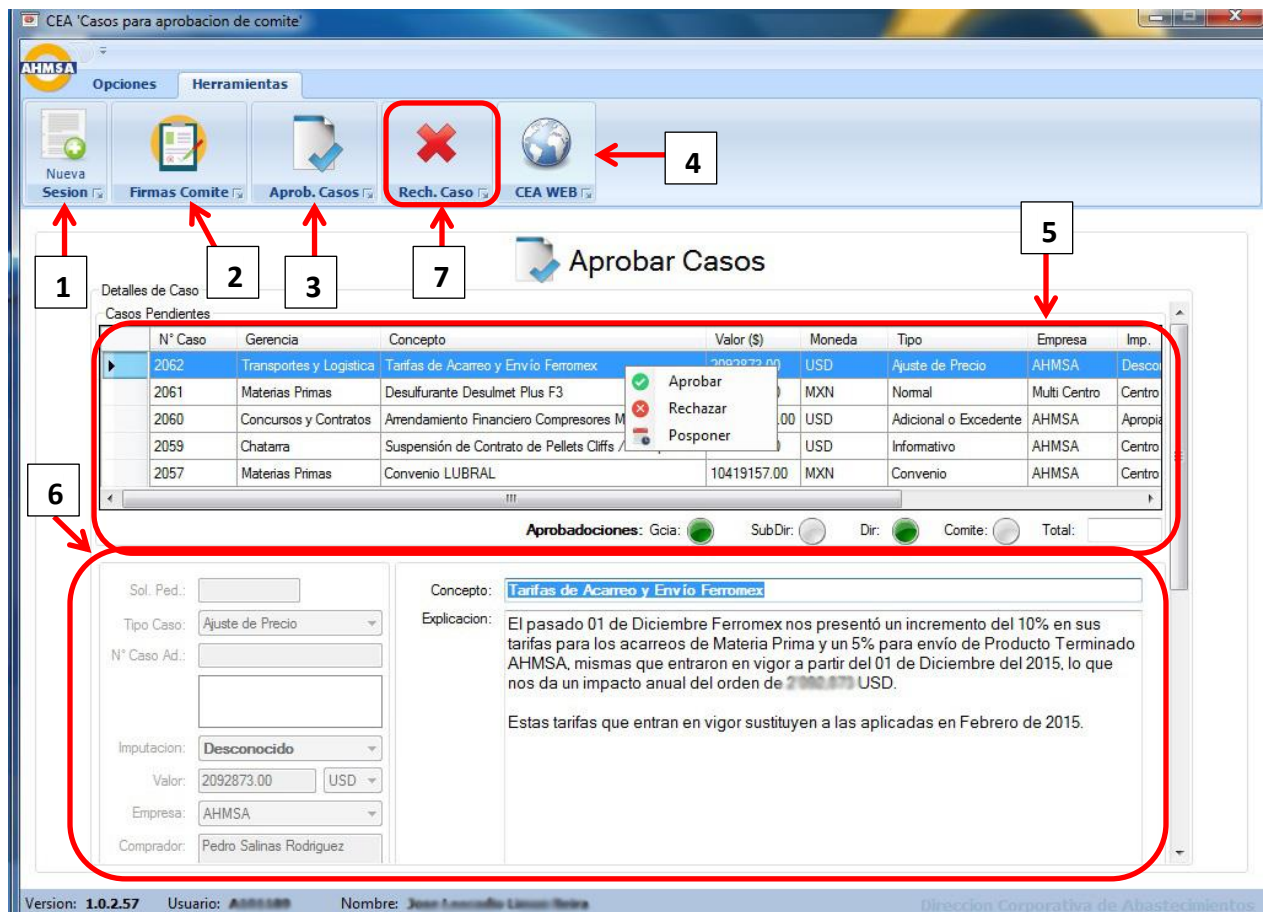 CEA 'Casos para aprobacion de comite'
AHMSA
Opciones Herramientas
Nueva
Sesion Firmas Comite Aprob. Casos Rech. Caso CEA WEB
4
1 2 3 7 5
Aprobar Casos
Detalles de Caso
Casos Pendientes
N° Caso Gerencia Concepto Valor ($) Moneda Tipo Empresa Imp.
2062 Transportes y Logistica Tarifas de Acarreo y Envío Ferromex 2092873.00 USD Ajuste de Precio AHMSA Desco
2061 Materias Primas Desulfurante Desulmet Plus F3 MXN Normal Multi Centro Centro
2060 Concursos y Contratos Arrendamiento Financiero Compresores M .00 USD Adicional o Excedente AHMSA Apropia
2059 Chatarra Suspensión de Contrato de Pellets Cliffs / USD Informativo AHMSA Centro
2057 Materias Primas Convenio LUBRAL 10419157.00 MXN Convenio AHMSA Centro
Aprobar
Rechazar
Posponer
6
Aprobadociones: Gcia: SubDir: Dir: Comite: Total:
Sol. Ped.:
Tipo Caso: Ajuste de Precio
N° Caso Ad.:
Imputacion: Desconocido
Valor: 2092873.00 USD
Empresa: AHMSA
Comprador: Pedro Salinas Rodriguez
Concepto: Tarifas de Acarreo y Envío Ferromex
Explicacion: El pasado 01 de Diciembre Ferromex nos presentó un incremento del 10% en sus
tarifas para los acarreos de Materia Prima y un 5% para envío de Producto Terminado
AHMSA, mismas que entraron en vigor a partir del 01 de Diciembre del 2015, lo que
nos da un impacto anual del orden de USD.
Estas tarifas que entran en vigor sustituyen a las aplicadas en Febrero de 2015.
Version: 1.0.2.57 Usuario: Nombre: Direccion Corporativa de Abastecimientos